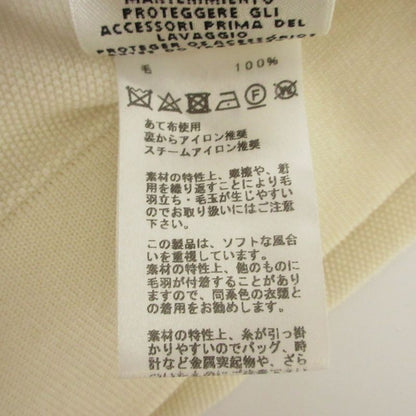 MANTENIMIENTO
PROTEGGERE GLI
ACCESSORI PRIMA DEL
LAVAGGIO
毛 100%
あて布使用
裏からアイロン推奨
スチームアイロン推奨
素材の特性上、摩擦や、着
用を繰り返すことにより毛
羽立ち・毛玉が生じやすい
のでお取り扱いにはご注意
下さい。
この製品は、ソフトな風合
いを重視しています。
素材の特性上、他のものに
毛羽が付着することがあり
ますので、同系色の衣類と
の着用をお勧めします。
素材の特性上、糸が引っ掛
かりやすいのでバッグ、時
計など金属突起物や、ざら